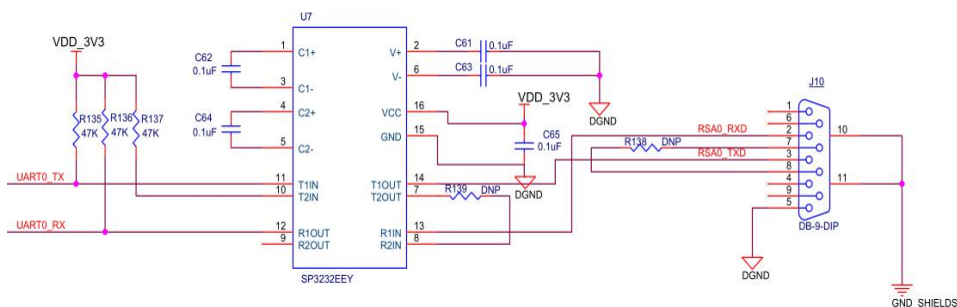 U7
VDD_3V3
C62
0.1uF
1
C1+
V+
2
C61
0.1uF
3
C1-
V-
6
C63
0.1uF
J10
R135
47K
R136
47K
R137
47K
C64
0.1uF
4
C2+
VCC
16
VDD_3V3
DGND
5
C2-
GND
15
C65
0.1uF
DGND
RSA0_RXD
R138
DNP
RSA0_TXD
1
6
2
7
3
8
4
9
5
10
11
DB-9-DIP
UART0_TX
11
T1IN
T1OUT
14
10
T2IN
T2OUT
7
R139
DNP
UART0_RX
12
R1OUT
R1IN
13
9
R2OUT
R2IN
8
SP3232EEY
DGND
GND_SHIELDS